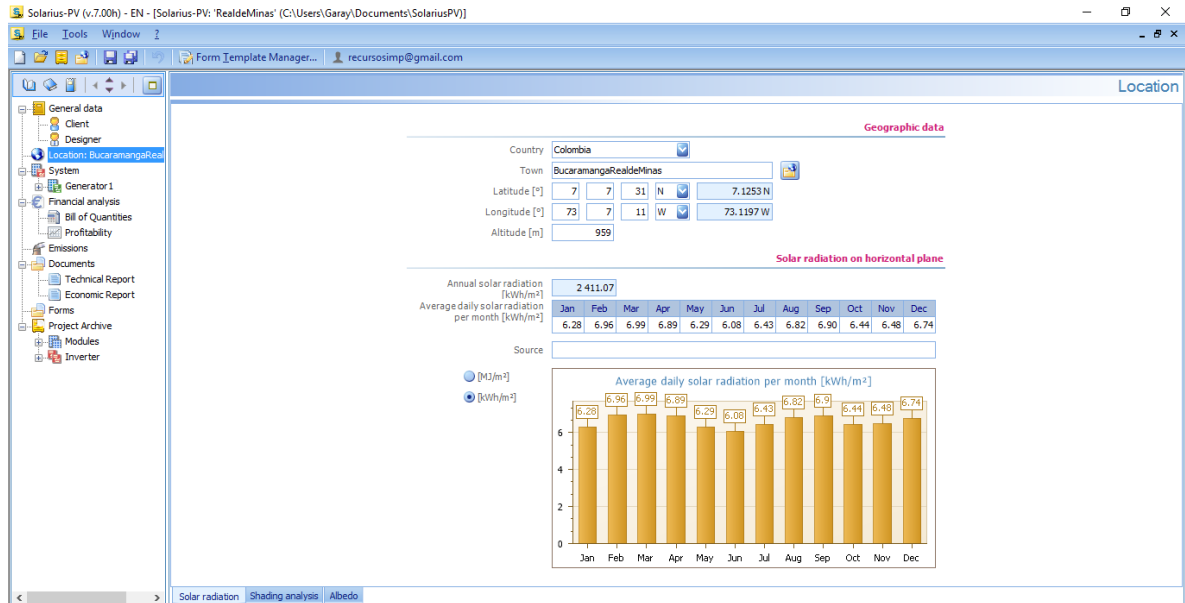 Solarius-PV (v.7.00h) - EN - [Solarius-PV: 'RealdeMinas' (C:\Users\Garay\Documents\SolariusPV)]
File Tools Window ?
Form Template Manager... recursosimp@gmail.com
Location
General data
Client
Designer
Location: BucaramangaReal
System
Generator1
Financial analysis
Bill of Quantities
Profitability
Emissions
Documents
Technical Report
Economic Report
Forms
Project Archive
Modules
Inverter
Geographic data
Country Colombia
Town BucaramangaRealdeMinas
Latitude [°] 7 7 31 N 7.1253 N
Longitude [°] 73 7 11 W 73.1197 W
Altitude [m] 959
Solar radiation on horizontal plane
Annual solar radiation [kWh/m²] 2 411.07
Average daily solar radiation per month [kWh/m²]
Jan Feb Mar Apr May Jun Jul Aug Sep Oct Nov Dec
6.28 6.96 6.99 6.89 6.29 6.08 6.43 6.82 6.90 6.44 6.48 6.74
Source
[MJ/m²]
[kWh/m²]
Average daily solar radiation per month [kWh/m²]
6.28 6.96 6.99 6.89 6.29 6.08 6.43 6.82 6.9 6.44 6.48 6.74
6
4
2
0
Jan Feb Mar Apr May Jun Jul Aug Sep Oct Nov Dec
Solar radiation Shading analysis Albedo